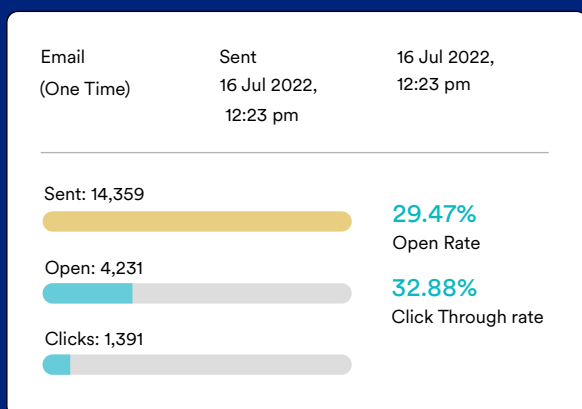 Email
(One Time)
Sent
16 Jul 2022,
12:23 pm
16 Jul 2022,
12:23 pm
Sent: 14,359
Open: 4,231
Clicks: 1,391
29.47%
Open Rate
32.88%
Click Through rate